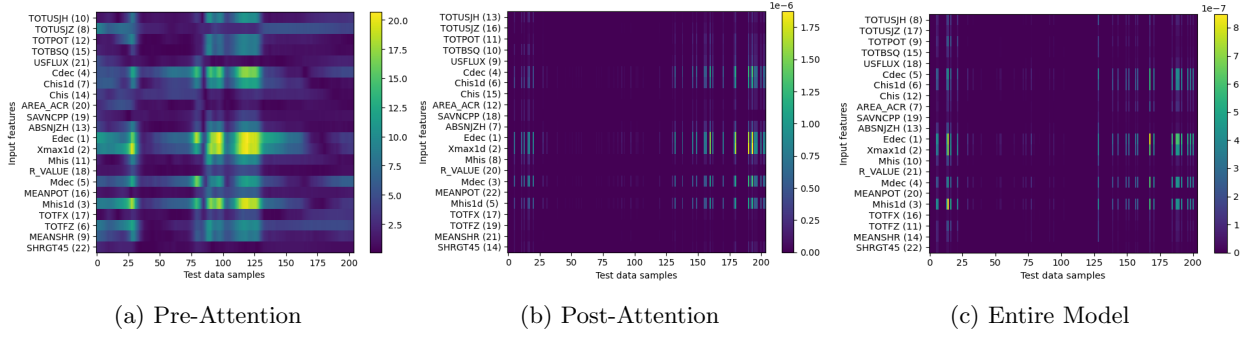 TOTUSJH (10)
TOTUSJZ (8)
TOTPOT (12)
TOTBSQ (15)
USFLUX (21)
Cdec (4)
Chis1d (7)
Chis (14)
AREA_ACR (20)
SAVNCPP (19)
ABSNJZH (13)
Edec (1)
Xmax1d (2)
Mhis (11)
R_VALUE (18)
Mdec (5)
MEANPOT (16)
Mhis1d (3)
TOTFX (17)
TOTFZ (6)
MEANSHR (9)
SHRGT45 (22)
Input features
0 25 50 75 100 125 150 175 200
Test data samples
20.0
17.5
15.0
12.5
10.0
7.5
5.0
2.5
(a) Pre-Attention
TOTUSJH (13)
TOTUSJZ (16)
TOTPOT (11)
TOTBSQ (10)
USFLUX (9)
Cdec (4)
Chis1d (6)
Chis (15)
AREA_ACR (12)
SAVNCPP (18)
ABSNJZH (7)
Edec (1)
Xmax1d (2)
Mhis (8)
R_VALUE (20)
Mdec (3)
MEANPOT (22)
Mhis1d (5)
TOTFX (17)
TOTFZ (19)
MEANSHR (21)
SHRGT45 (14)
Input features
0 25 50 75 100 125 150 175 200
Test data samples
1e−6
1.75
1.50
1.25
1.00
0.75
0.50
0.25
0.00
(b) Post-Attention
TOTUSJH (8)
TOTUSJZ (17)
TOTPOT (9)
TOTBSQ (15)
USFLUX (18)
Cdec (5)
Chis1d (6)
Chis (12)
AREA_ACR (7)
SAVNCPP (19)
ABSNJZH (13)
Edec (1)
Xmax1d (2)
Mhis (10)
R_VALUE (21)
Mdec (4)
MEANPOT (20)
Mhis1d (3)
TOTFX (16)
TOTFZ (11)
MEANSHR (14)
SHRGT45 (22)
Input features
0 25 50 75 100 125 150 175 200
Test data samples
1e−7
8
7
6
5
4
3
2
1
0
(c) Entire Model